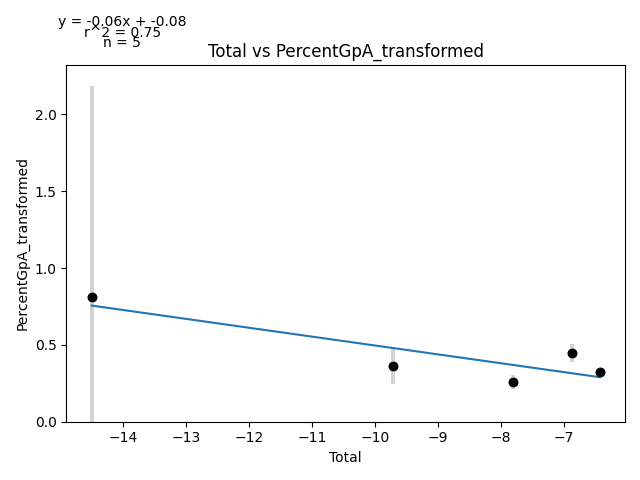 y = -0.06x + -0.08
r^2 = 0.75
n = 5
Total vs PercentGpA_transformed
PercentGpA_transformed
2.0
1.5
1.0
0.5
0.0
−14 −13 −12 −11 −10 −9 −8 −7
Total